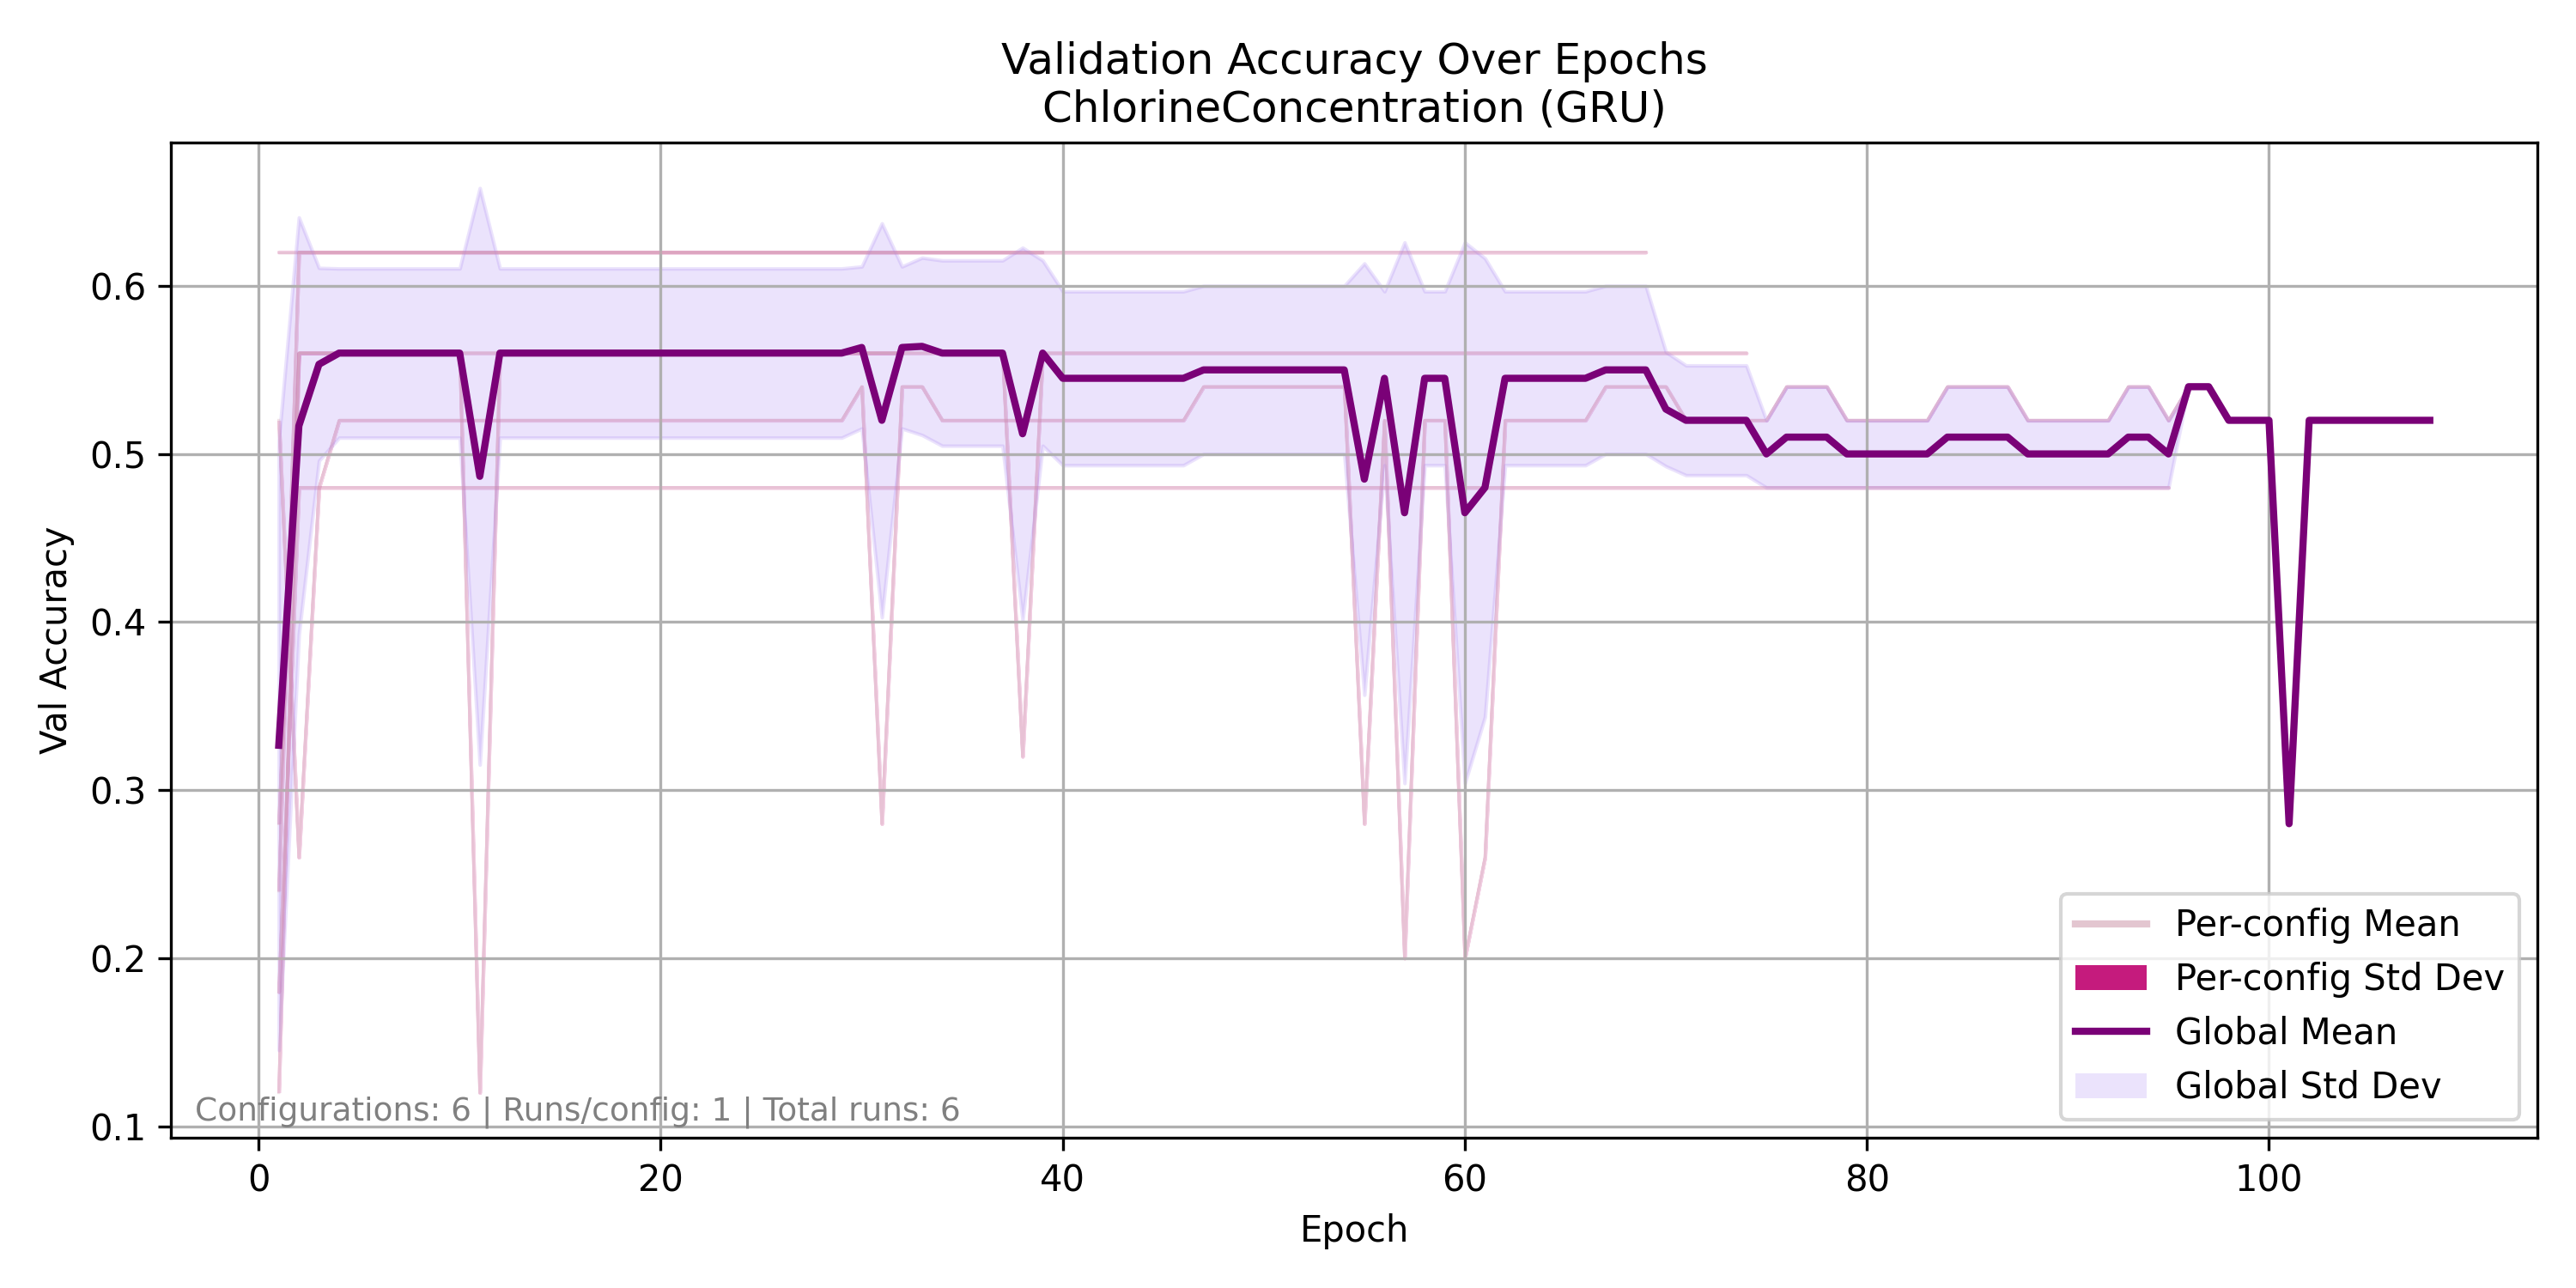 Validation Accuracy Over Epochs
ChlorineConcentration (GRU)
Val Accuracy
0.6
0.5
0.4
0.3
0.2
0.1
Configurations: 6 | Runs/config: 1 | Total runs: 6
Per-config Mean
Per-config Std Dev
Global Mean
Global Std Dev
0 20 40 60 80 100
Epoch